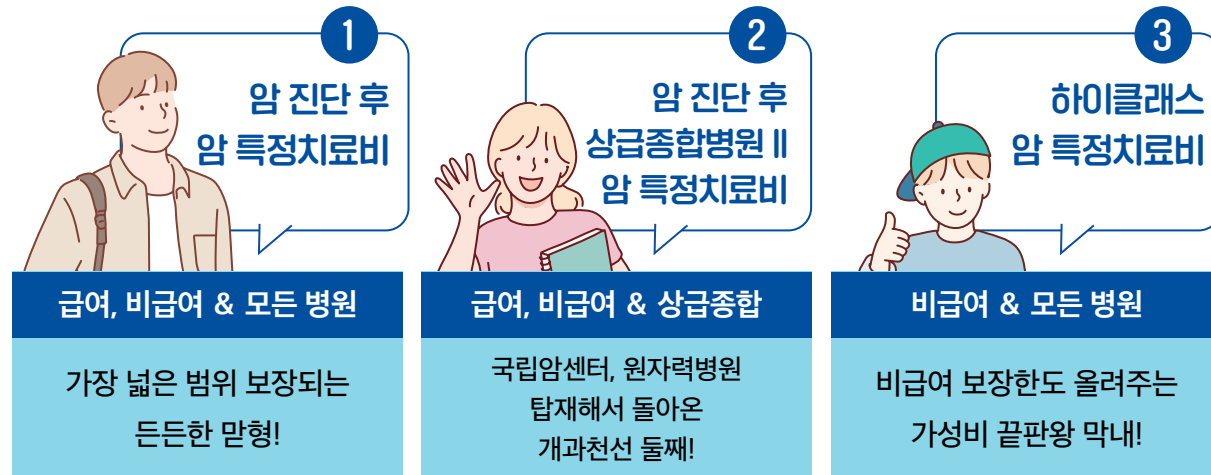 1
암 진단 후
암 특정치료비
급여, 비급여 & 모든 병원
가장 넓은 범위 보장되는
든든한 맏형!
2
암 진단 후
상급종합병원 Ⅱ
암 특정치료비
급여, 비급여 & 상급종합
국립암센터, 원자력병원
탑재해서 돌아온
개과천선 둘째!
3
하이클래스
암 특정치료비
비급여 & 모든 병원
비급여 보장한도 올려주는
가성비 끝판왕 막내!